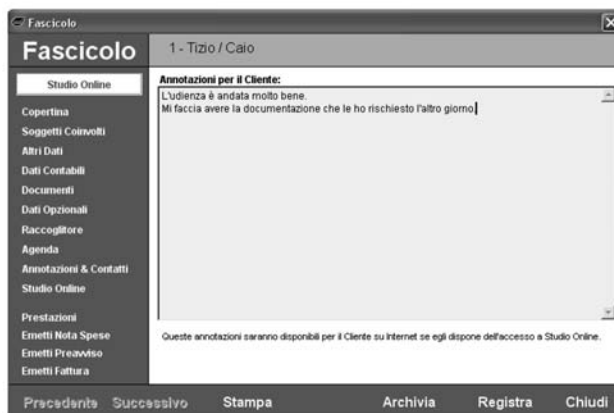 Fascicolo
Fascicolo
1 - Tizio / Caio
Studio Online
Annotazioni per il Cliente:
L'udienza è andata molto bene.
Mi faccia avere la documentazione che le ho rischiesto l'altro giorno.
Copertina
Soggetti Coinvolti
Altri Dati
Dati Contabili
Documenti
Dati Opzionali
Raccoglitore
Agenda
Annotazioni & Contatti
Studio Online
Prestazioni
Emetti Nota Spese
Emetti Preavviso
Emetti Fattura
Queste annotazioni saranno disponibili per il Cliente su Internet se egli dispone dell'accesso a Studio Online.
Precedente Successivo Stampa Archivia Registra Chiudi